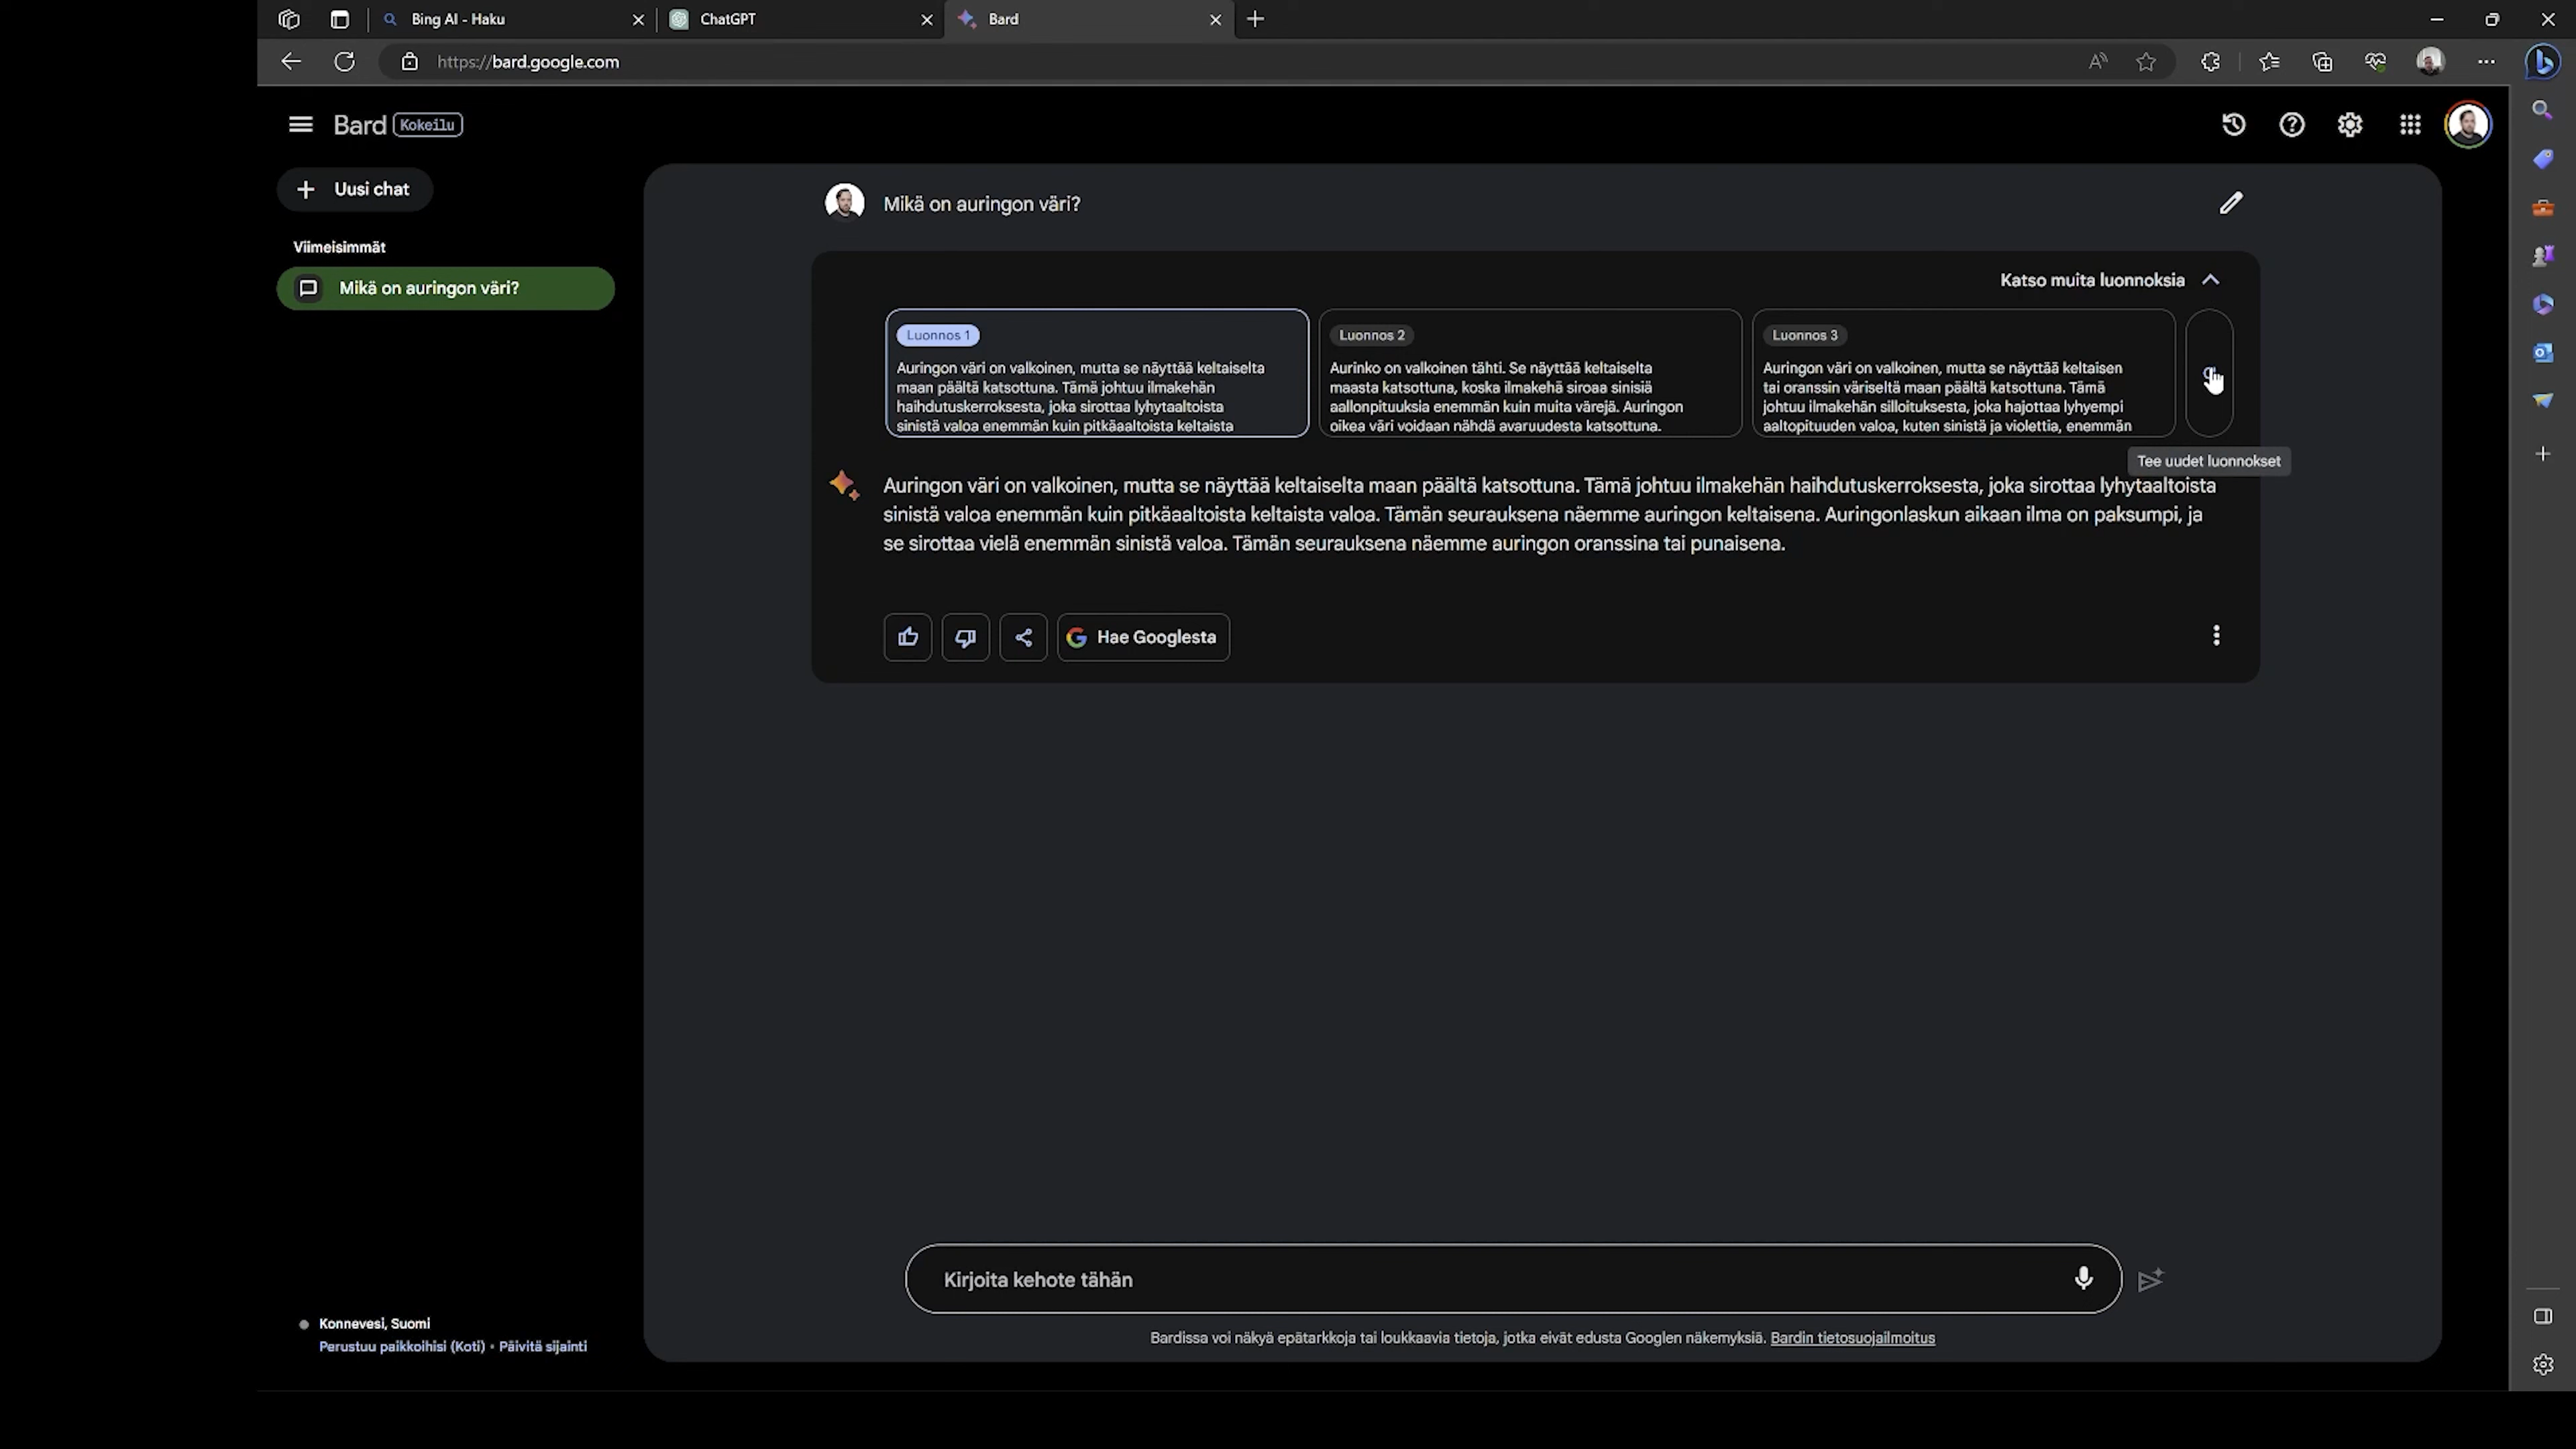 Bing AI - Haku
ChatGPT
Bard
https://bard.google.com
Bard Kokeilu
Uusi chat
Viimeisimmät
Mikä on auringon väri?
Mikä on auringon väri?
Katso muita luonnoksia
Luonnos 1
Auringon väri on valkoinen, mutta se näyttää keltaiselta
maan päältä katsottuna. Tämä johtuu ilmakehän
haihdutuskerroksesta, joka sirottaa lyhytaaltoista
sinistä valoa enemmän kuin pitkäaaltoista keltaista
Luonnos 2
Aurinko on valkoinen tähti. Se näyttää keltaiselta
maasta katsottuna, koska ilmakehä siroaa sinisiä
aallonpituuksia enemmän kuin muita värejä. Auringon
oikea väri voidaan nähdä avaruudesta katsottuna.
Luonnos 3
Auringon väri on valkoinen, mutta se näyttää keltaisen
tai oranssin väriseltä maan päältä katsottuna. Tämä
johtuu ilmakehän silloituksesta, joka hajottaa lyhyempi
aaltopituuden valoa, kuten sinistä ja violettia, enemmän
Tee uudet luonnokset
Auringon väri on valkoinen, mutta se näyttää keltaiselta maan päältä katsottuna. Tämä johtuu ilmakehän haihdutuskerroksesta, joka sirottaa lyhytaaltoista
sinistä valoa enemmän kuin pitkäaaltoista keltaista valoa. Tämän seurauksena näemme auringon keltaisena. Auringonlaskun aikaan ilma on paksumpi, ja
se sirottaa vielä enemmän sinistä valoa. Tämän seurauksena näemme auringon oranssina tai punaisena.
Hae Googlesta
Kirjoita kehote tähän
Bardissa voi näkyä epätarkkoja tai loukkaavia tietoja, jotka eivät edusta Googlen näkemyksiä. Bardin tietosuojailmoitus
Konnevesi, Suomi
Perustuu paikkoihisi (Koti) • Päivitä sijainti